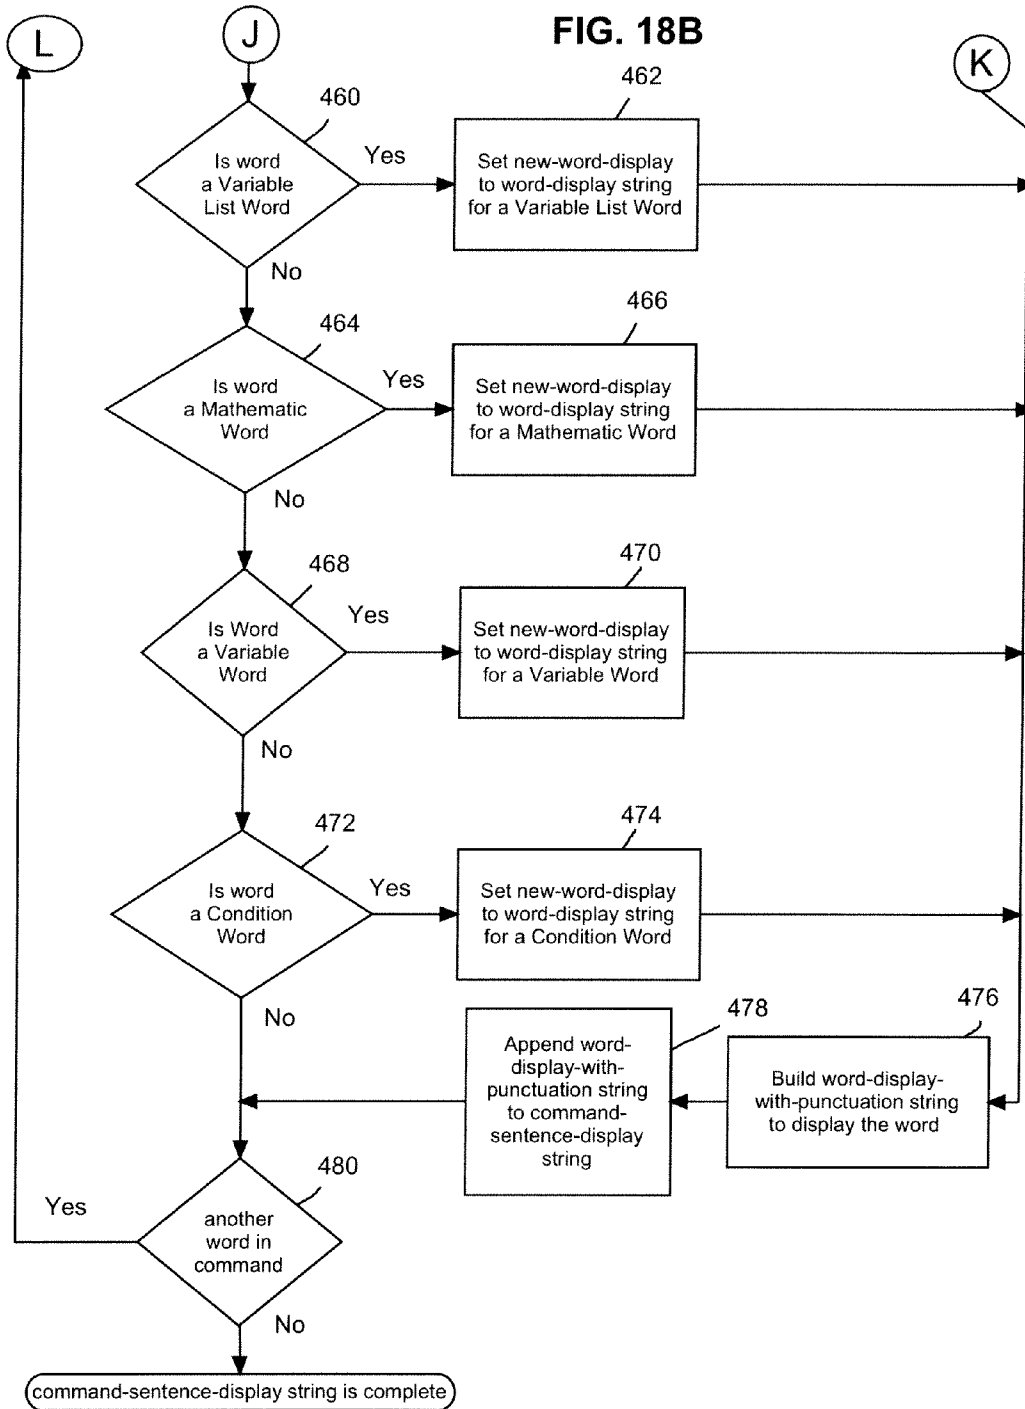 FIG. 18B
L
J
K
460
462
Is word
a Variable
List Word
Yes
Set new-word-display
to word-display string
for a Variable List Word
No
464
466
Is word
a Mathematic
Word
Yes
Set new-word-display
to word-display string
for a Mathematic Word
No
468
470
Is Word
a Variable
Word
Yes
Set new-word-display
to word-display string
for a Variable Word
No
472
474
Is word
a Condition
Word
Yes
Set new-word-display
to word-display string
for a Condition Word
No
478
476
Append word-
display-with-
punctuation string
to command-
sentence-display
string
Build word-display-
with-punctuation string
to display the word
480
Yes
another
word in
command
No
command-sentence-display string is complete